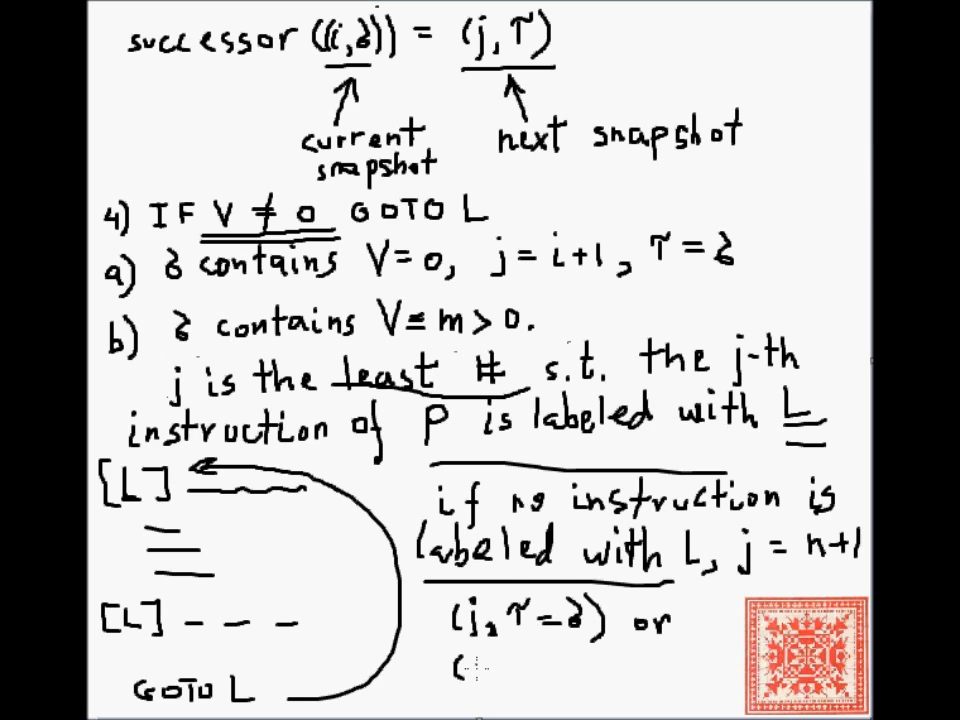 successor ((i,δ)) = (j, τ)
current snapshot
next snapshot
4) IF V ≠ 0 GOTO L
a) δ contains V = 0, j = i+1, τ = δ
b) δ contains V = m > 0.
j is the least # s.t. the j-th
instruction of P is labeled with L
if no instruction is
labeled with L, j = n+1
(j, τ = δ) or
(
[L]
[L] - - -
GOTO L